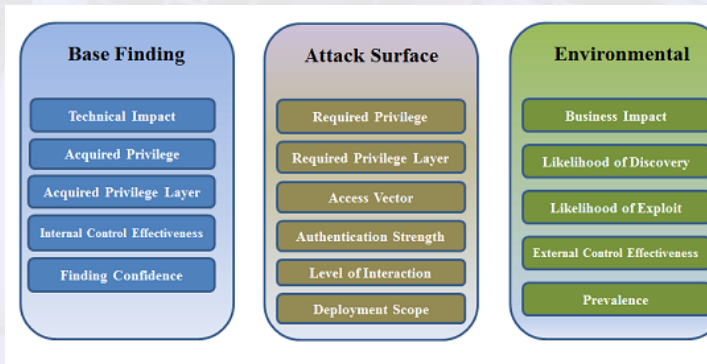 Base Finding
Technical Impact
Acquired Privilege
Acquired Privilege Layer
Internal Control Effectiveness
Finding Confidence
Attack Surface
Required Privilege
Required Privilege Layer
Access Vector
Authentication Strength
Level of Interaction
Deployment Scope
Environmental
Business Impact
Likelihood of Discovery
Likelihood of Exploit
External Control Effectiveness
Prevalence